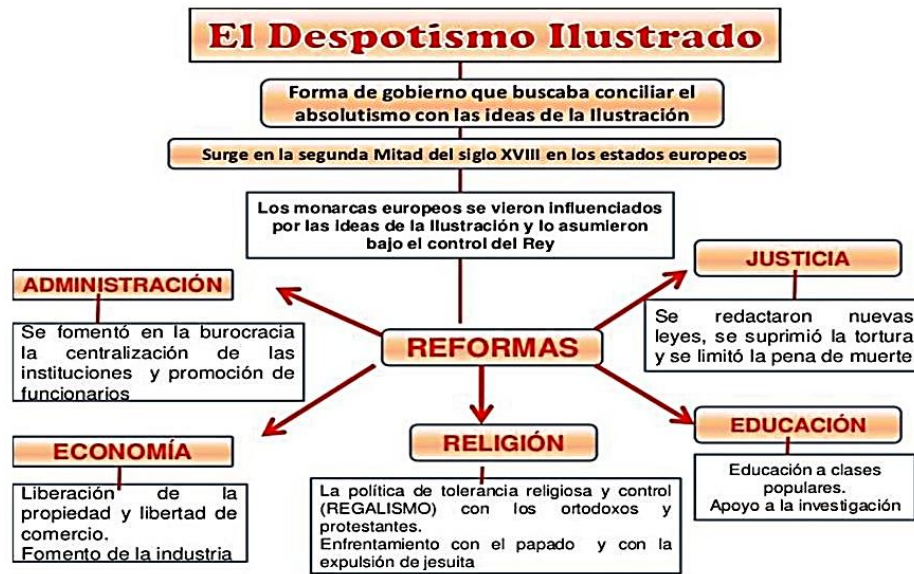 El Despotismo Ilustrado
Forma de gobierno que buscaba conciliar el
absolutismo con las ideas de la Ilustración
Surge en la segunda Mitad del siglo XVIII en los estados europeos
Los monarcas europeos se vieron influenciados
por las ideas de la Ilustración y lo asumieron
bajo el control del Rey
REFORMAS
ADMINISTRACIÓN
Se fomentó en la burocracia
la centralización de las
instituciones y promoción de
funcionarios
JUSTICIA
Se redactaron nuevas
leyes, se suprimió la tortura
y se limitó la pena de muerte
ECONOMÍA
Liberación de la
propiedad y libertad de
comercio.
Fomento de la industria
RELIGIÓN
La política de tolerancia religiosa y control
(REGALISMO) con los ortodoxos y
protestantes.
Enfrentamiento con el papado y con la
expulsión de jesuita
EDUCACIÓN
Educación a clases
populares.
Apoyo a la investigación